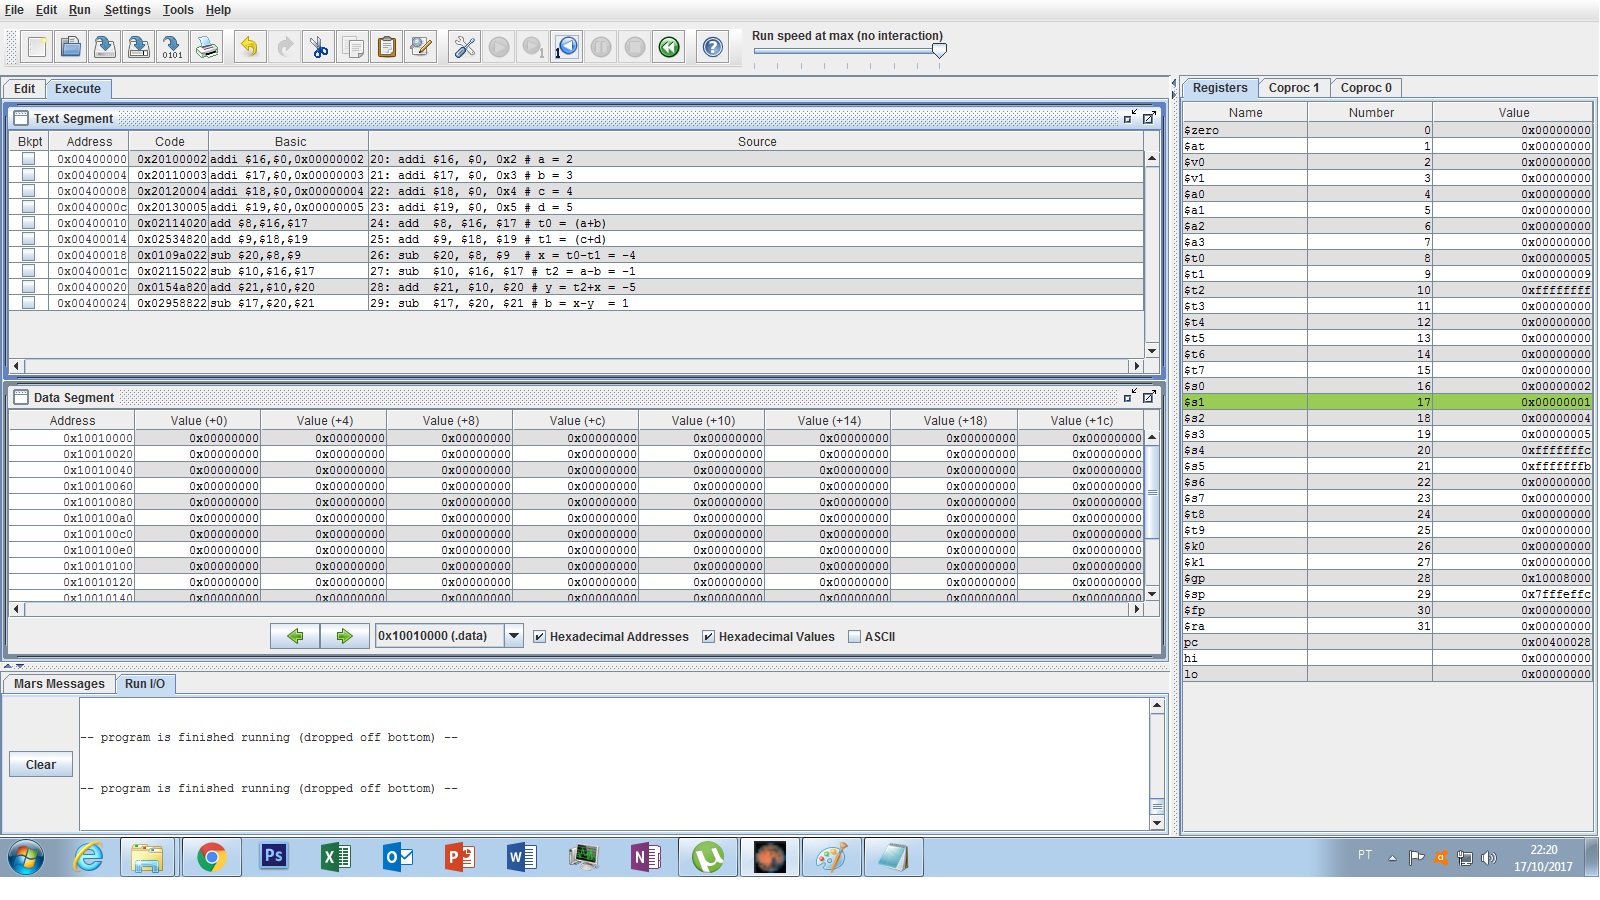 File Edit Run Settings Tools Help
Run speed at max (no interaction)
Edit Execute
Text Segment
Bkpt Address Code Basic Source
0x00400000 0x20100002 addi $16,$0,0x00000002 20: addi $16, $0, 0x2 # a = 2
0x00400004 0x20110003 addi $17,$0,0x00000003 21: addi $17, $0, 0x3 # b = 3
0x00400008 0x20120004 addi $18,$0,0x00000004 22: addi $18, $0, 0x4 # c = 4
0x0040000c 0x20130005 addi $19,$0,0x00000005 23: addi $19, $0, 0x5 # d = 5
0x00400010 0x02114020 add $8,$16,$17 24: add  $8, $16, $17 # t0 = (a+b)
0x00400014 0x02534820 add $9,$18,$19 25: add  $9, $18, $19 # t1 = (c+d)
0x00400018 0x0109a022 sub $20,$8,$9 26: sub  $20, $8, $9  # x = t0-t1 = -4
0x0040001c 0x02115022 sub $10,$16,$17 27: sub  $10, $16, $17 # t2 = a-b = -1
0x00400020 0x0154a820 add $21,$10,$20 28: add  $21, $10, $20 # y = t2+x = -5
0x00400024 0x02958822 sub $17,$20,$21 29: sub  $17, $20, $21 # b = x-y  = 1
Data Segment
Address Value (+0) Value (+4) Value (+8) Value (+c) Value (+10) Value (+14) Value (+18) Value (+1c)
0x10010000 0x00000000 0x00000000 0x00000000 0x00000000 0x00000000 0x00000000 0x00000000 0x00000000
0x10010020 0x00000000 0x00000000 0x00000000 0x00000000 0x00000000 0x00000000 0x00000000 0x00000000
0x10010040 0x00000000 0x00000000 0x00000000 0x00000000 0x00000000 0x00000000 0x00000000 0x00000000
0x10010060 0x00000000 0x00000000 0x00000000 0x00000000 0x00000000 0x00000000 0x00000000 0x00000000
0x10010080 0x00000000 0x00000000 0x00000000 0x00000000 0x00000000 0x00000000 0x00000000 0x00000000
0x100100a0 0x00000000 0x00000000 0x00000000 0x00000000 0x00000000 0x00000000 0x00000000 0x00000000
0x100100c0 0x00000000 0x00000000 0x00000000 0x00000000 0x00000000 0x00000000 0x00000000 0x00000000
0x100100e0 0x00000000 0x00000000 0x00000000 0x00000000 0x00000000 0x00000000 0x00000000 0x00000000
0x10010100 0x00000000 0x00000000 0x00000000 0x00000000 0x00000000 0x00000000 0x00000000 0x00000000
0x10010120 0x00000000 0x00000000 0x00000000 0x00000000 0x00000000 0x00000000 0x00000000 0x00000000
0x10010140 0x00000000 0x00000000 0x00000000 0x00000000 0x00000000 0x00000000 0x00000000 0x00000000
0x10010000 (.data) Hexadecimal Addresses Hexadecimal Values ASCII
Mars Messages Run I/O
-- program is finished running (dropped off bottom) --
Clear
-- program is finished running (dropped off bottom) --
Registers Coproc 1 Coproc 0
Name Number Value
$zero 0 0x00000000
$at 1 0x00000000
$v0 2 0x00000000
$v1 3 0x00000000
$a0 4 0x00000000
$a1 5 0x00000000
$a2 6 0x00000000
$a3 7 0x00000000
$t0 8 0x00000005
$t1 9 0x00000009
$t2 10 0xffffffff
$t3 11 0x00000000
$t4 12 0x00000000
$t5 13 0x00000000
$t6 14 0x00000000
$t7 15 0x00000000
$s0 16 0x00000002
$s1 17 0x00000001
$s2 18 0x00000004
$s3 19 0x00000005
$s4 20 0xfffffffc
$s5 21 0xfffffffb
$s6 22 0x00000000
$s7 23 0x00000000
$t8 24 0x00000000
$t9 25 0x00000000
$k0 26 0x00000000
$k1 27 0x00000000
$gp 28 0x10008000
$sp 29 0x7fffeffc
$fp 30 0x00000000
$ra 31 0x00000000
pc 0x00400028
hi 0x00000000
lo 0x00000000
PT
22:20
17/10/2017